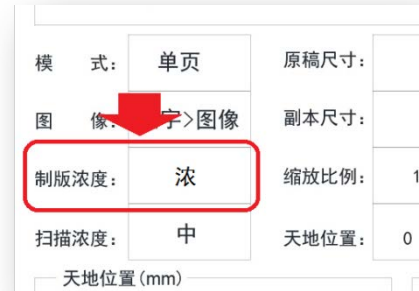 模 式： 单页 原稿尺寸：
图 像： 字>图像 副本尺寸：
制版浓度： 浓 缩放比例： 1
扫描浓度： 中 天地位置： 0
天地位置(mm)